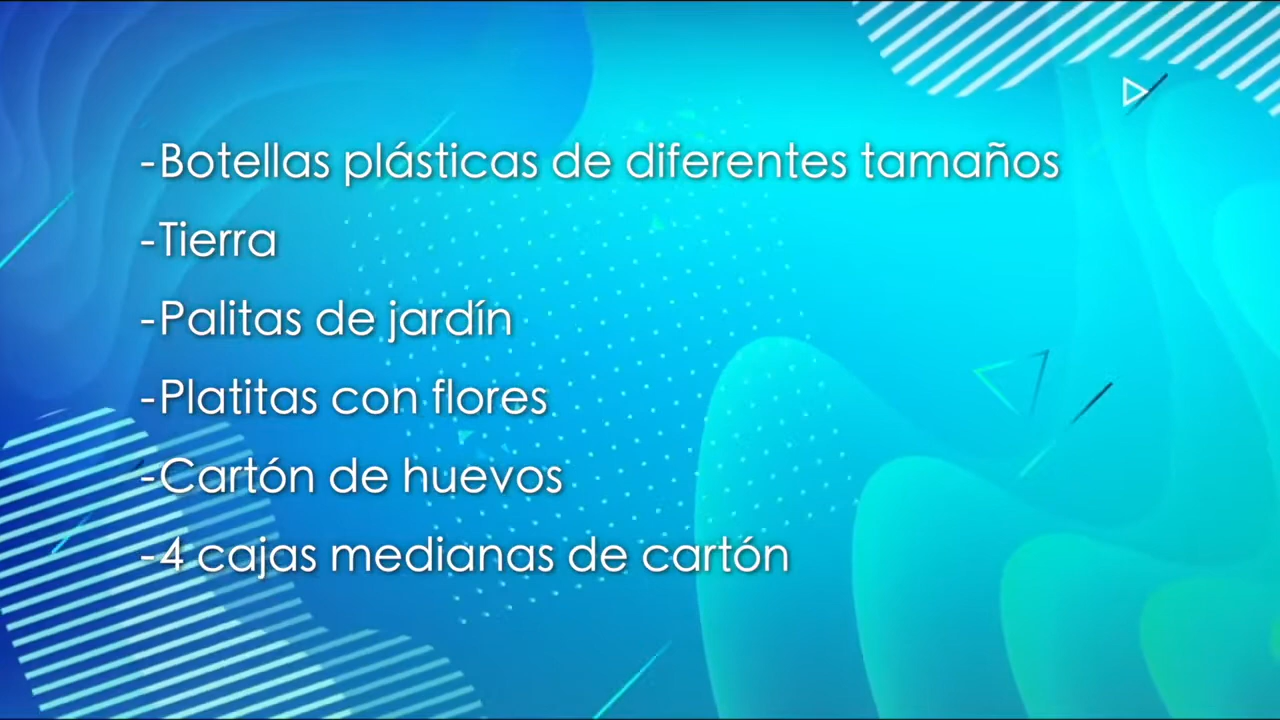 -Botellas plásticas de diferentes tamaños
-Tierra
-Palitas de jardín
-Platitas con flores
-Cartón de huevos
-4 cajas medianas de cartón